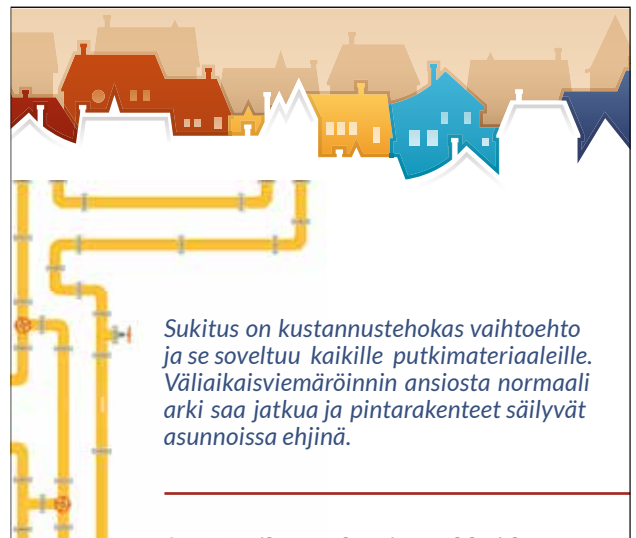 Sukitus on kustannustehokas vaihtoehto
ja se soveltuu kaikille putkimateriaaleille.
Väliaikaisviemäröinnin ansiosta normaali
arki saa jatkua ja pintarakenteet säilyvät
asunnoissa ehjinä.